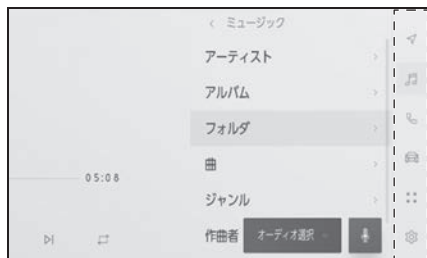 < ミュージック
アーティスト
アルバム
フォルダ
曲
ジャンル
05:08
作曲者
オーディオ選択